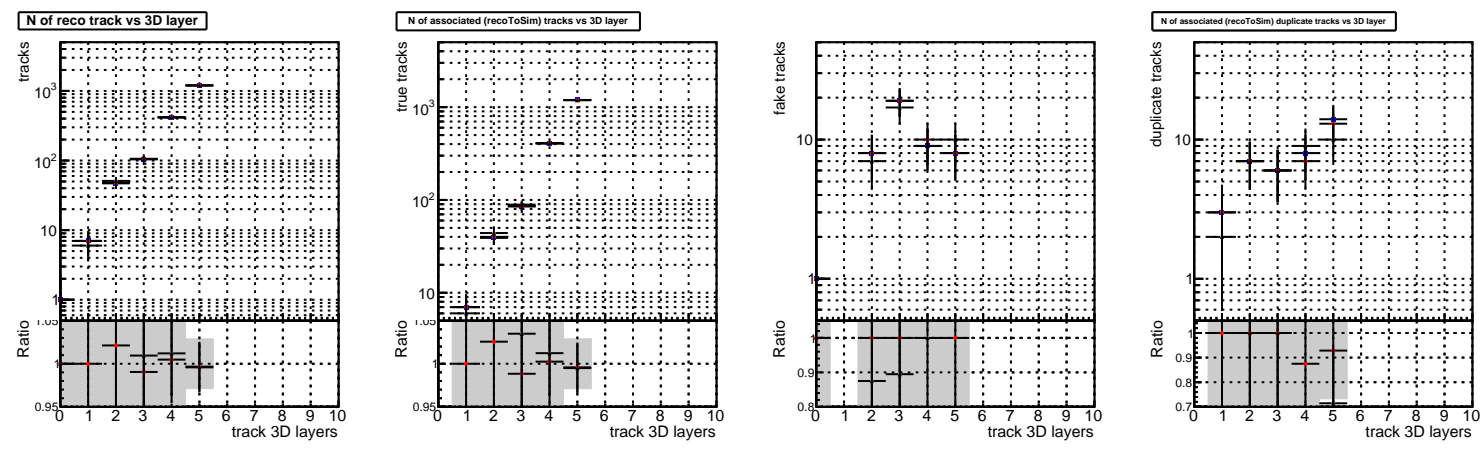 N of reco track vs 3D layer
tracks
10³
10²
10
1
Ratio
1.05
1
0.95
0 1 2 3 4 5 6 7 8 9 10
track 3D layers
N of associated (recoToSim) tracks vs 3D layer
true tracks
10³
10²
10
Ratio
1.05
1
0.95
0 1 2 3 4 5 6 7 8 9 10
track 3D layers
fake tracks
10
1
Ratio
1
0.9
0.8
0 1 2 3 4 5 6 7 8 9 10
track 3D layers
N of associated (recoToSim) duplicate tracks vs 3D layer
duplicate tracks
10
1
Ratio
1
0.9
0.8
0.7
0 1 2 3 4 5 6 7 8 9 10
track 3D layers